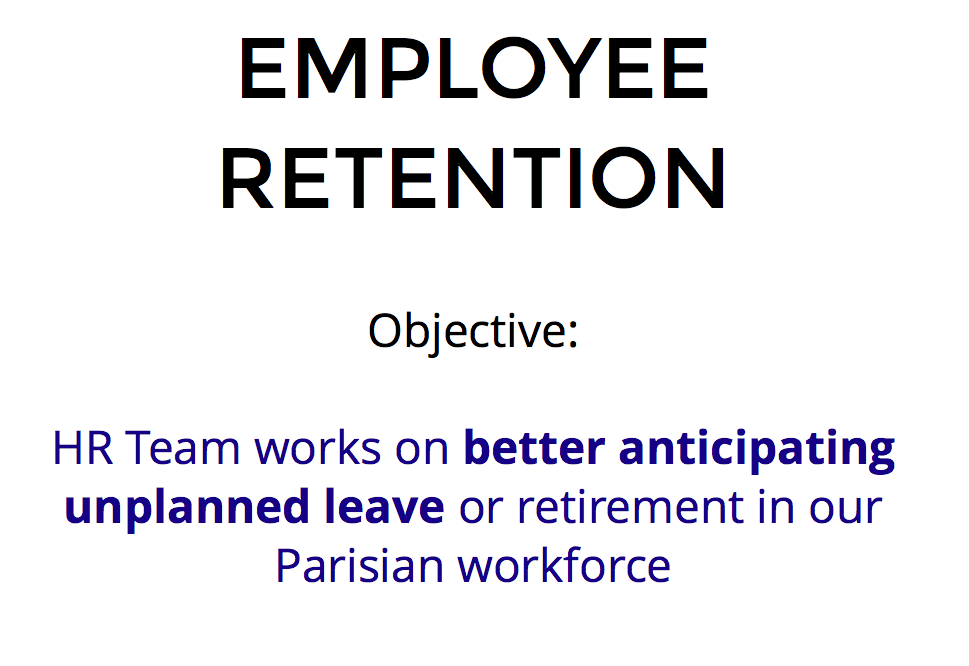 EMPLOYEE
RETENTION
Objective:
HR Team works on better anticipating
unplanned leave or retirement in our
Parisian workforce